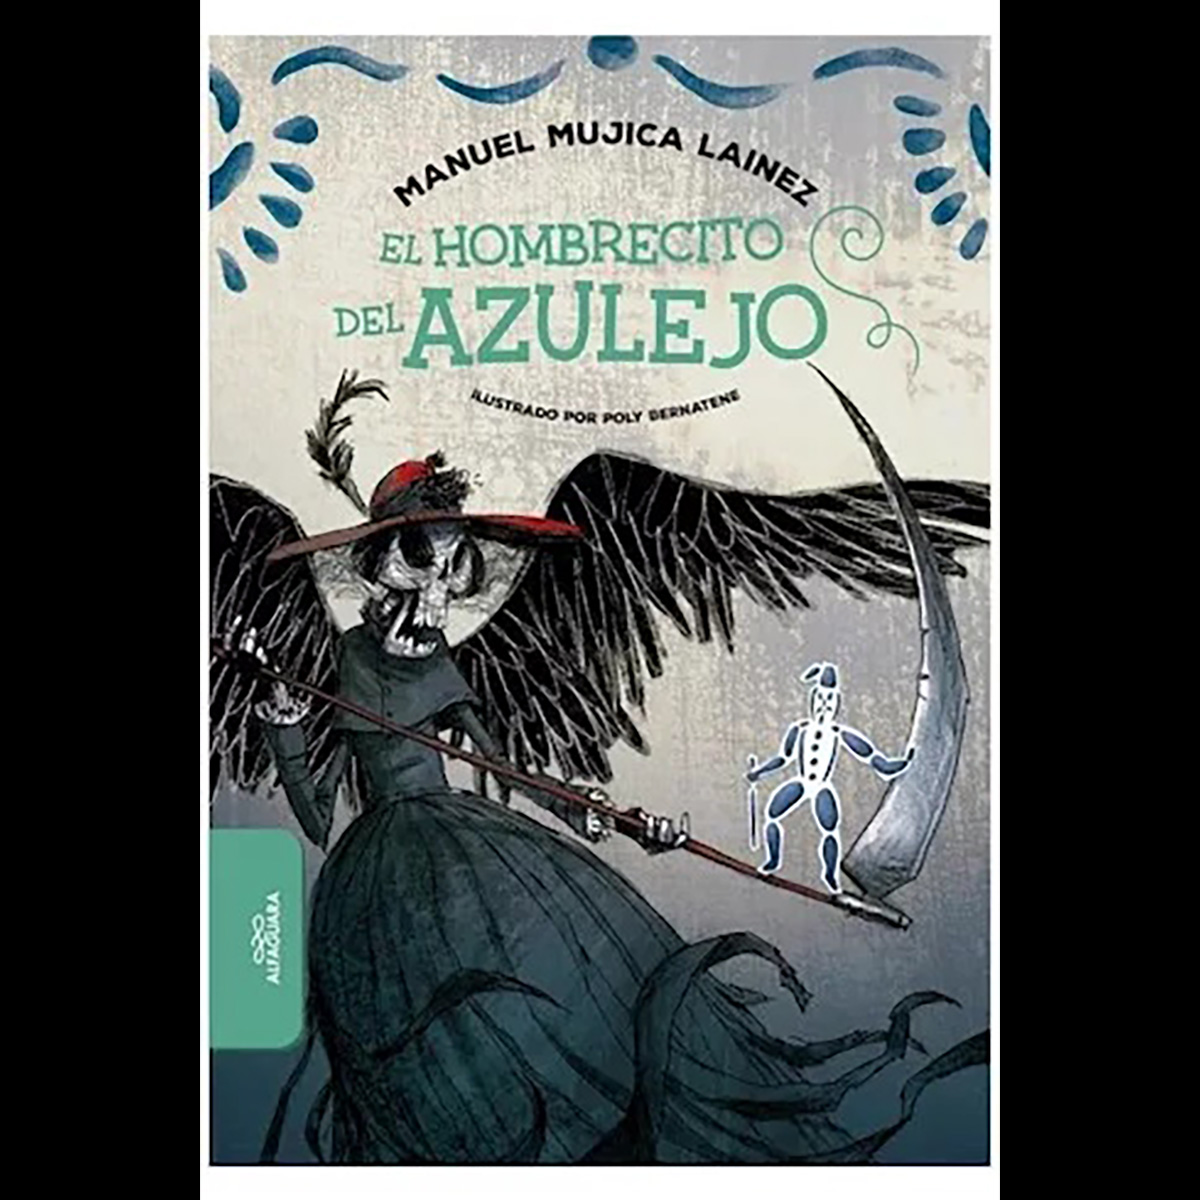 MANUEL MUJICA LAINEZ
EL HOMBRECITO
DEL AZULEJO
ILUSTRADO POR POLY BERNATENE
ALFAGUARA